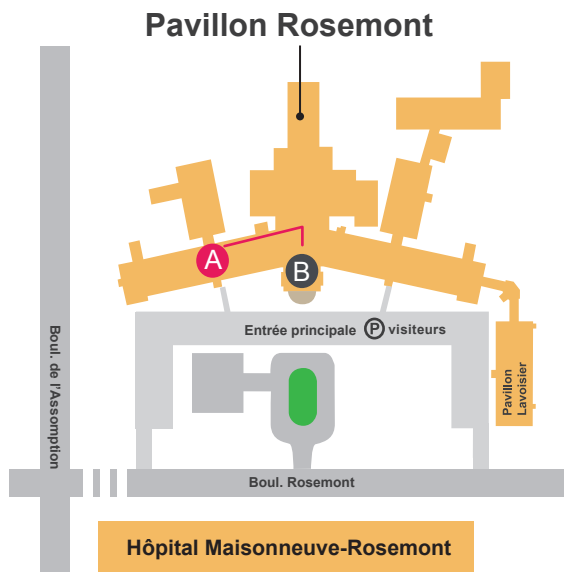 Pavillon Rosemont
A
B
Entrée principale P visiteurs
Boul. de l'Assomption
Pavillon
Lavoisier
Boul. Rosemont
Hôpital Maisonneuve-Rosemont